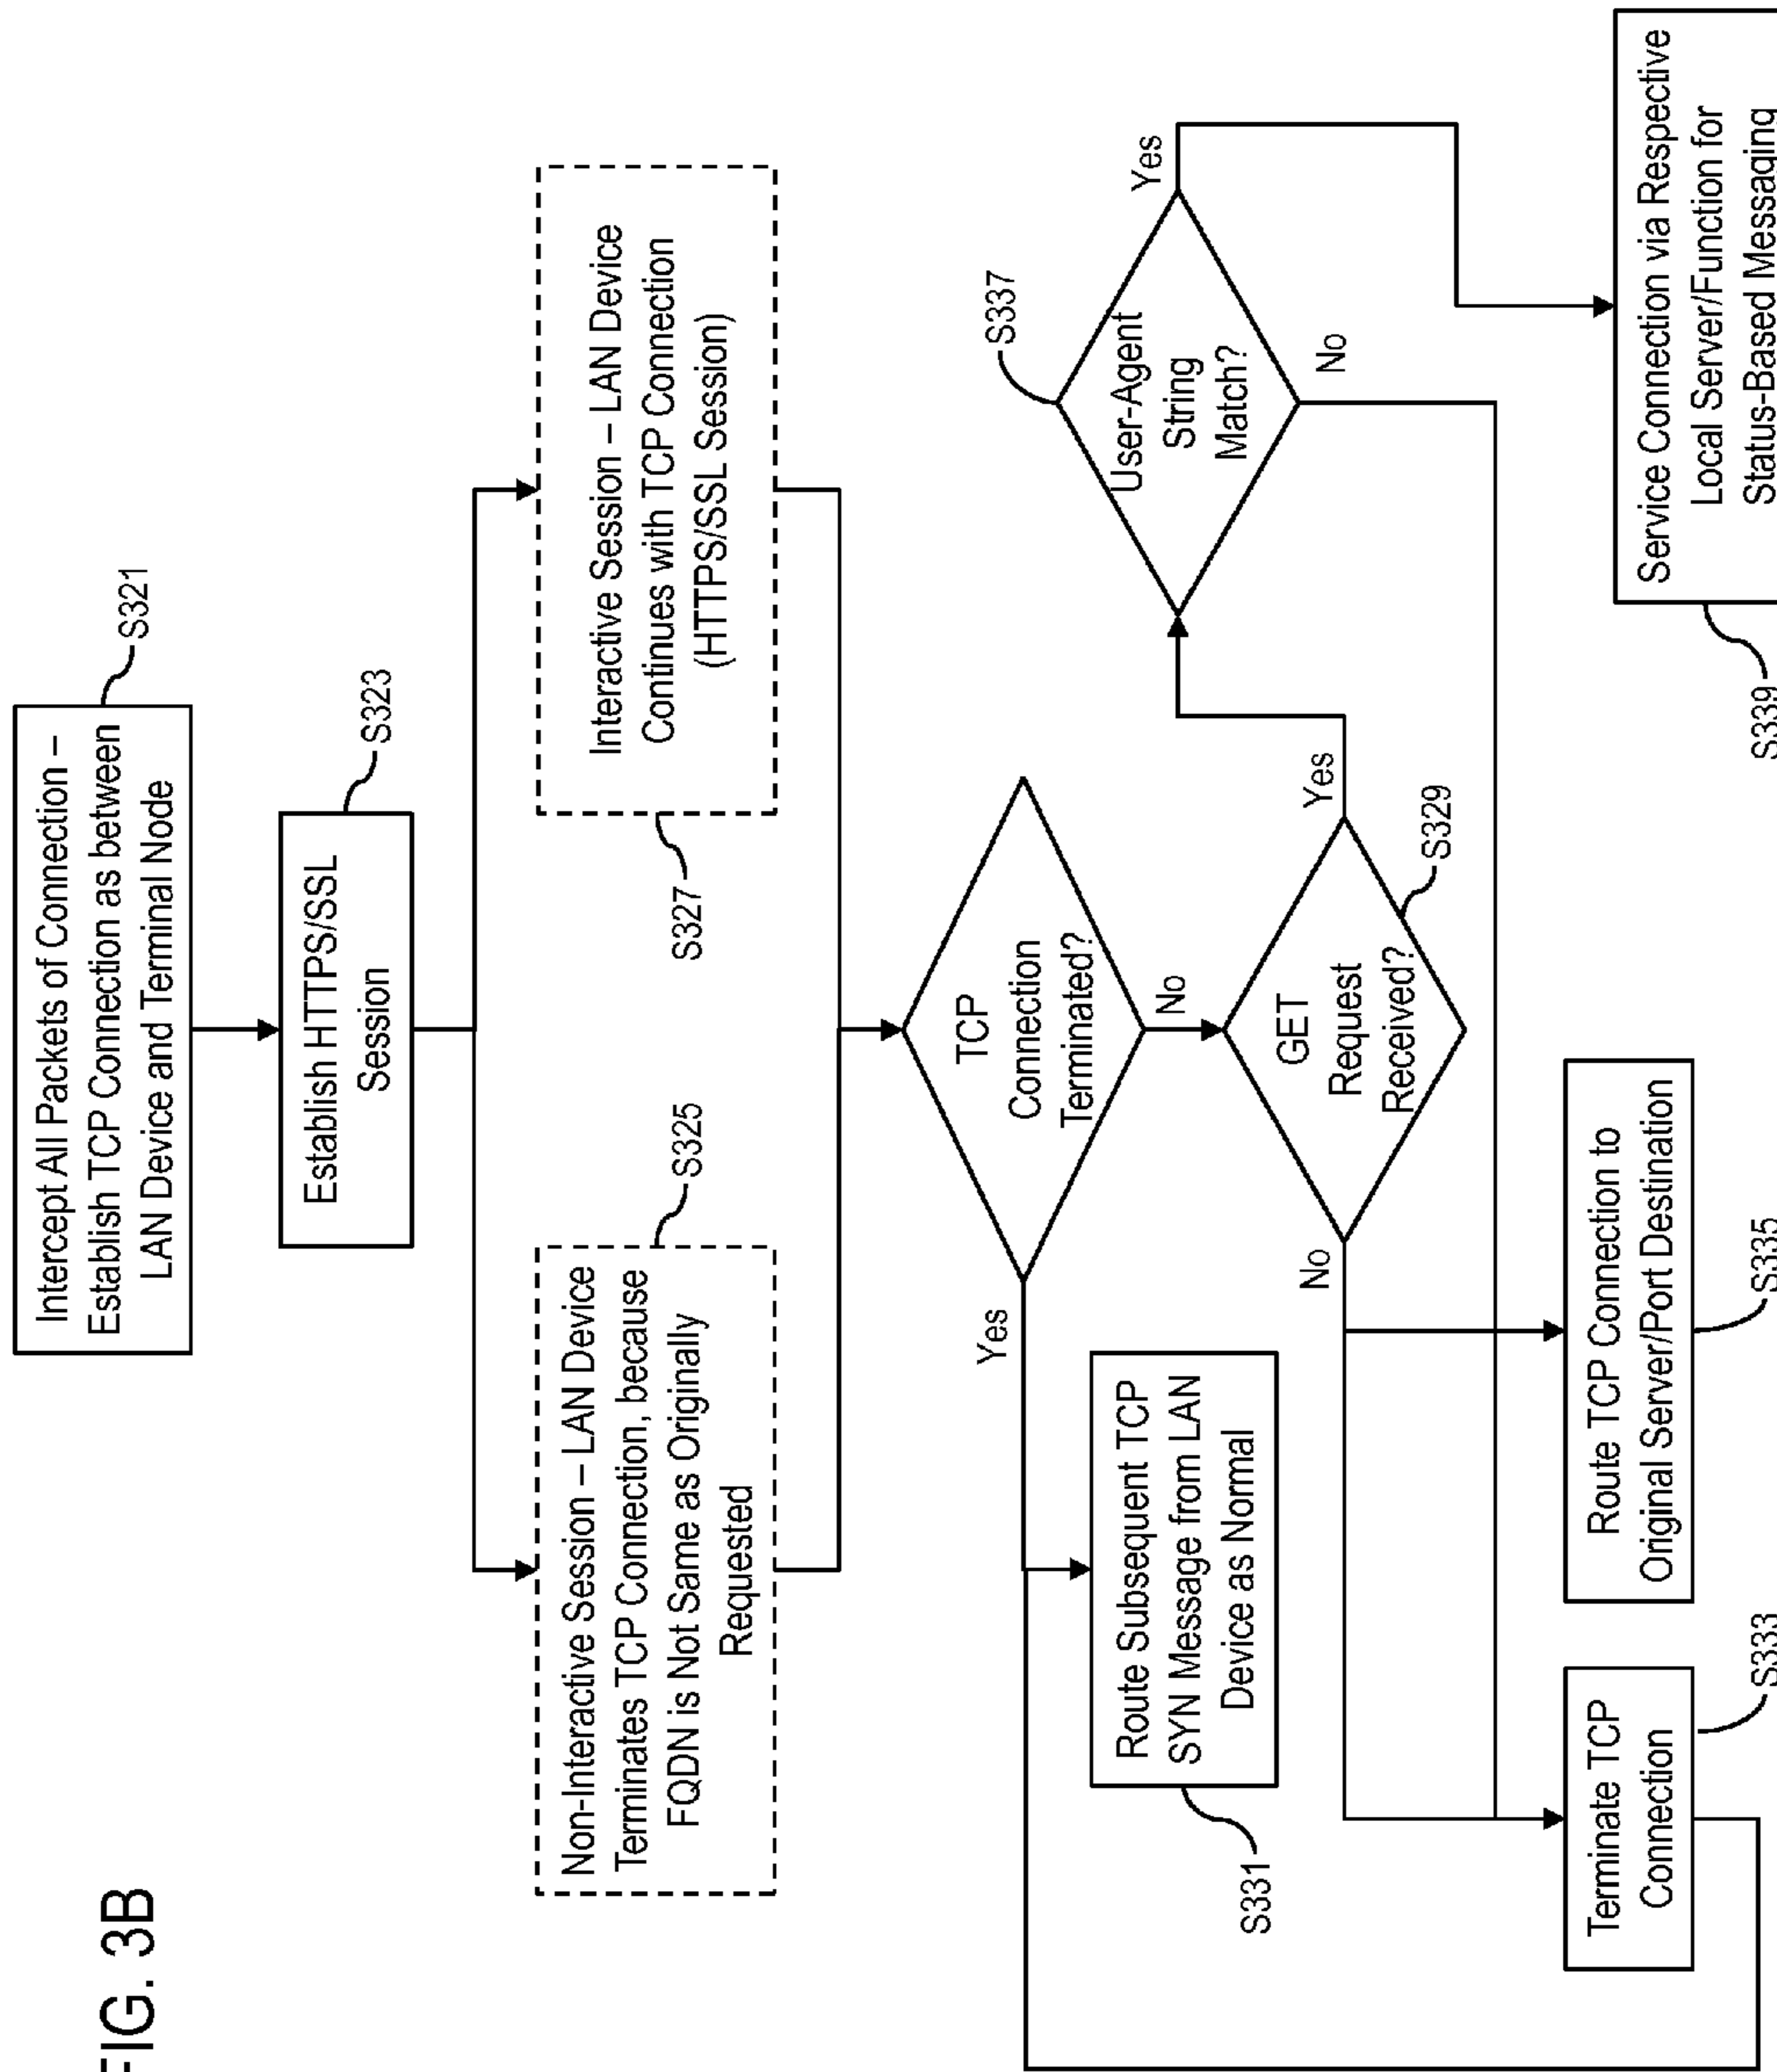 FIG. 3B
Intercept All Packets of Connection –
Establish TCP Connection as between
LAN Device and Terminal Node
S321
Establish HTTPS/SSL
Session
S323
Non-Interactive Session – LAN Device
Terminates TCP Connection, because
FQDN is Not Same as Originally
Requested
S325
Interactive Session – LAN Device
Continues with TCP Connection
(HTTPS/SSL Session)
S327
TCP
Connection
Terminated?
Yes
No
Route Subsequent TCP
SYN Message from LAN
Device as Normal
S331
GET
Request
Received?
S329
Yes
No
User-Agent
String
Match?
S337
Yes
No
Terminate TCP
Connection
S333
Route TCP Connection to
Original Server/Port Destination
S335
Service Connection via Respective
Local Server/Function for
Status-Based Messaging
S339